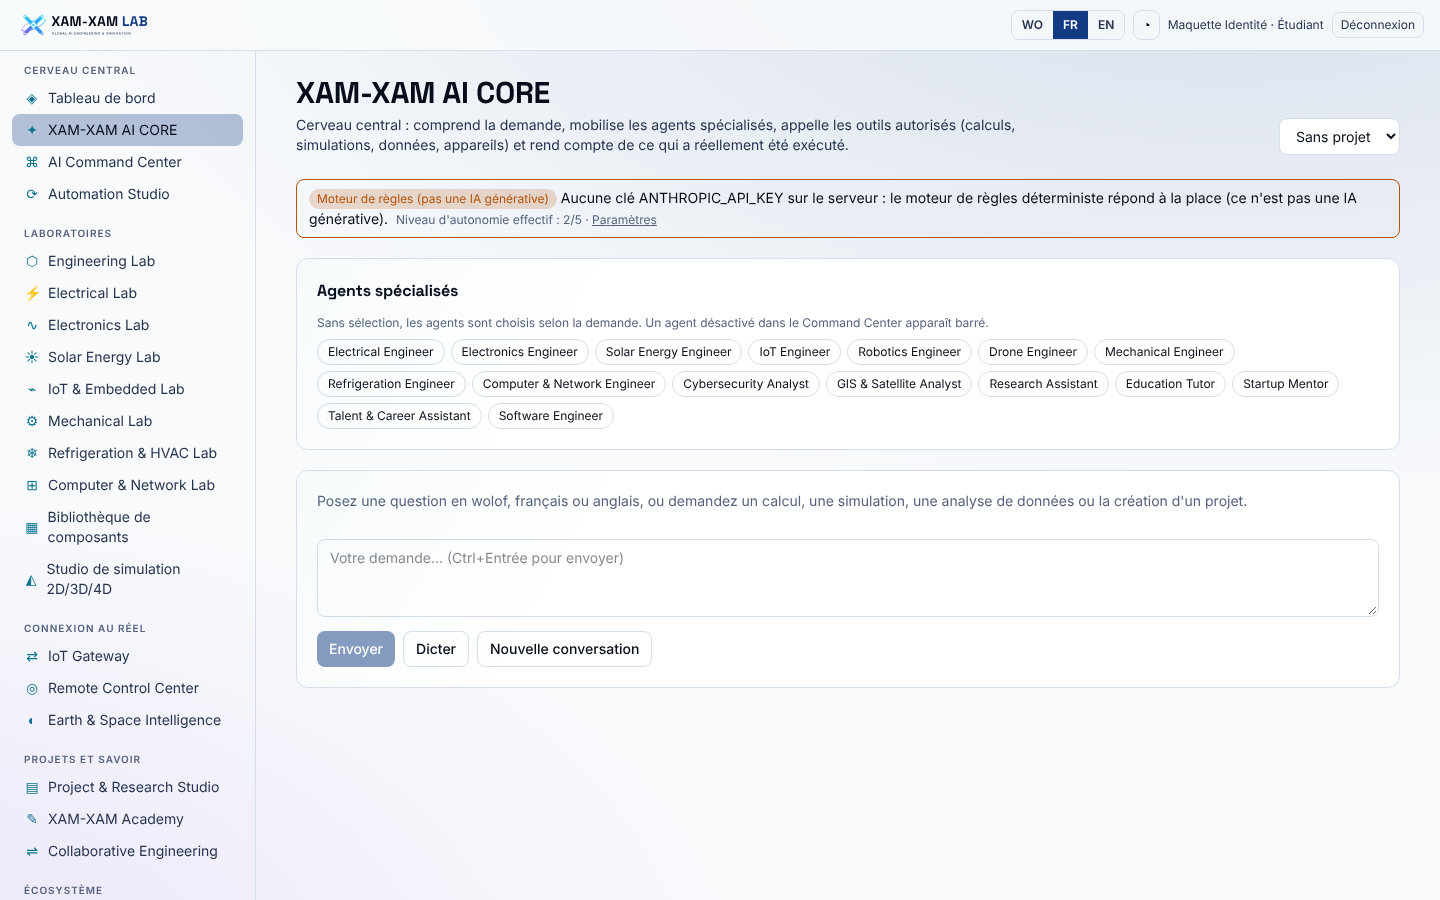 XAM-XAM LAB
GLOBAL AI ENGINEERING & INNOVATION
WO FR EN
Maquette Identité · Étudiant
Déconnexion
CERVEAU CENTRAL
Tableau de bord
XAM-XAM AI CORE
AI Command Center
Automation Studio
LABORATOIRES
Engineering Lab
Electrical Lab
Electronics Lab
Solar Energy Lab
IoT & Embedded Lab
Mechanical Lab
Refrigeration & HVAC Lab
Computer & Network Lab
Bibliothèque de
composants
Studio de simulation
2D/3D/4D
CONNEXION AU RÉEL
IoT Gateway
Remote Control Center
Earth & Space Intelligence
PROJETS ET SAVOIR
Project & Research Studio
XAM-XAM Academy
Collaborative Engineering
ÉCOSYSTÈME
XAM-XAM AI CORE
Cerveau central : comprend la demande, mobilise les agents spécialisés, appelle les outils autorisés (calculs,
simulations, données, appareils) et rend compte de ce qui a réellement été exécuté.
Sans projet
Moteur de règles (pas une IA générative) Aucune clé ANTHROPIC_API_KEY sur le serveur : le moteur de règles déterministe répond à la place (ce n'est pas une IA
générative). Niveau d'autonomie effectif : 2/5 · Paramètres
Agents spécialisés
Sans sélection, les agents sont choisis selon la demande. Un agent désactivé dans le Command Center apparaît barré.
Electrical Engineer Electronics Engineer Solar Energy Engineer IoT Engineer Robotics Engineer Drone Engineer Mechanical Engineer
Refrigeration Engineer Computer & Network Engineer Cybersecurity Analyst GIS & Satellite Analyst Research Assistant Education Tutor Startup Mentor
Talent & Career Assistant Software Engineer
Posez une question en wolof, français ou anglais, ou demandez un calcul, une simulation, une analyse de données ou la création d'un projet.
Votre demande... (Ctrl+Entrée pour envoyer)
Envoyer Dicter Nouvelle conversation